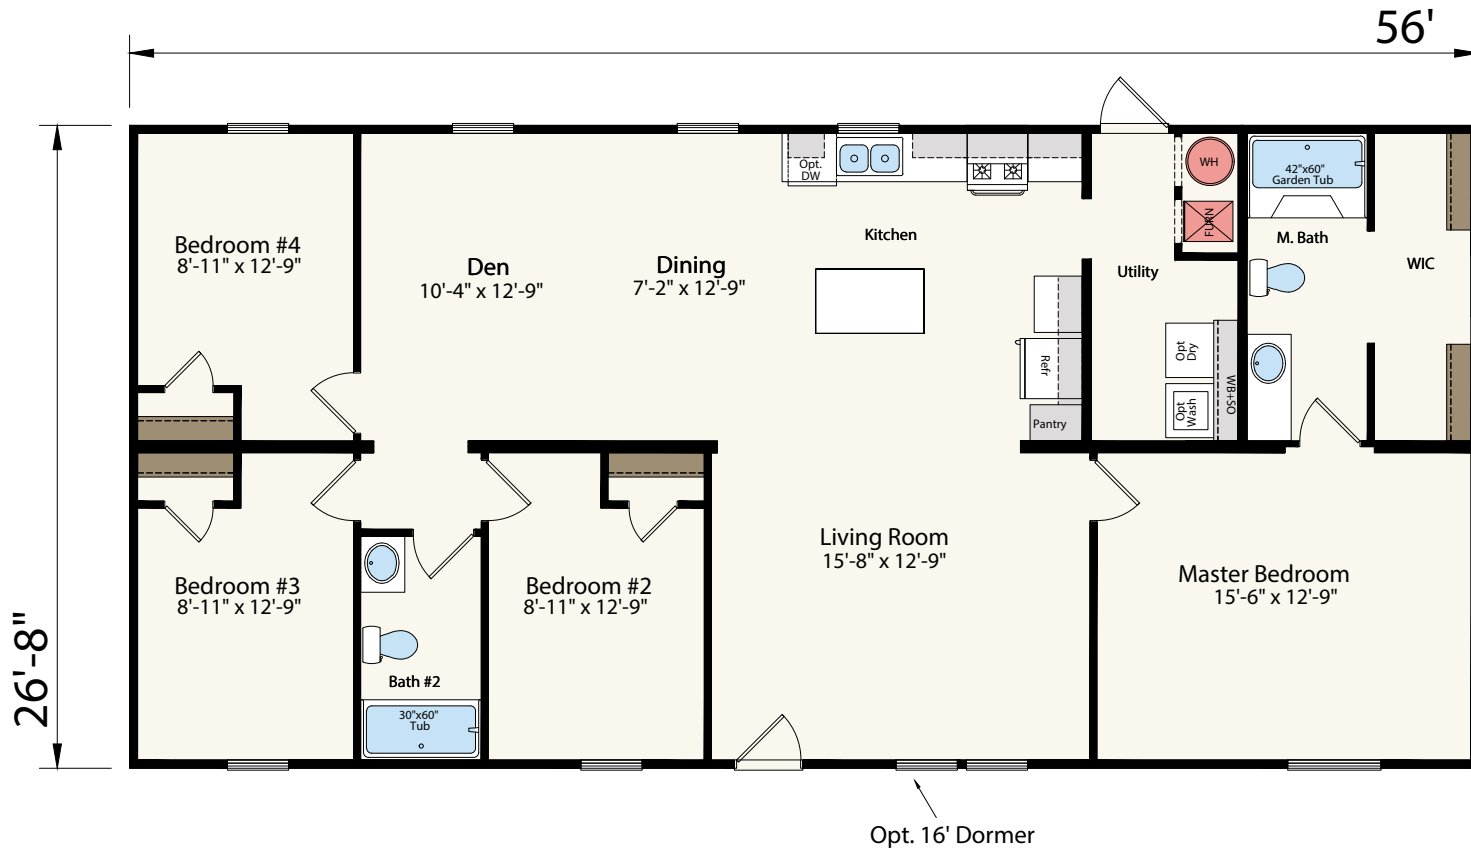 56'
26'-8"
Bedroom #4
8'-11" x 12'-9"
Den
10'-4" x 12'-9"
Dining
7'-2" x 12'-9"
Opt.
DW
Kitchen
Refr
Pantry
Utility
WH
FURN
Opt
Dry
Opt
Wash
WB+SO
42"x60"
Garden Tub
M. Bath
WIC
Bedroom #3
8'-11" x 12'-9"
Bath #2
30"x60"
Tub
Bedroom #2
8'-11" x 12'-9"
Living Room
15'-8" x 12'-9"
Master Bedroom
15'-6" x 12'-9"
Opt. 16' Dormer